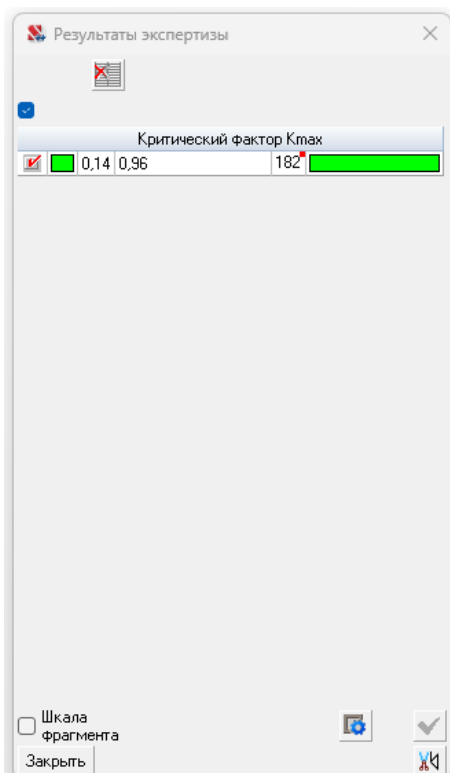 Результаты экспертизы
Критический фактор Kmax
0,14 0,96 182
Шкала
фрагмента
Закрыть